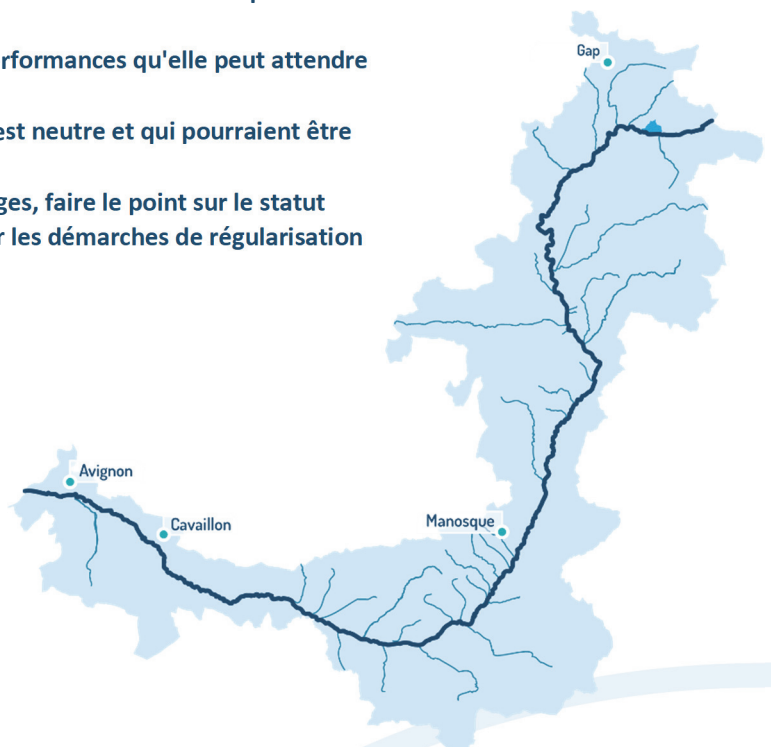 rformances qu'elle peut attendre
est neutre et qui pourraient être
ges, faire le point sur le statut
r les démarches de régularisation
Gap
Avignon
Cavaillon
Manosque